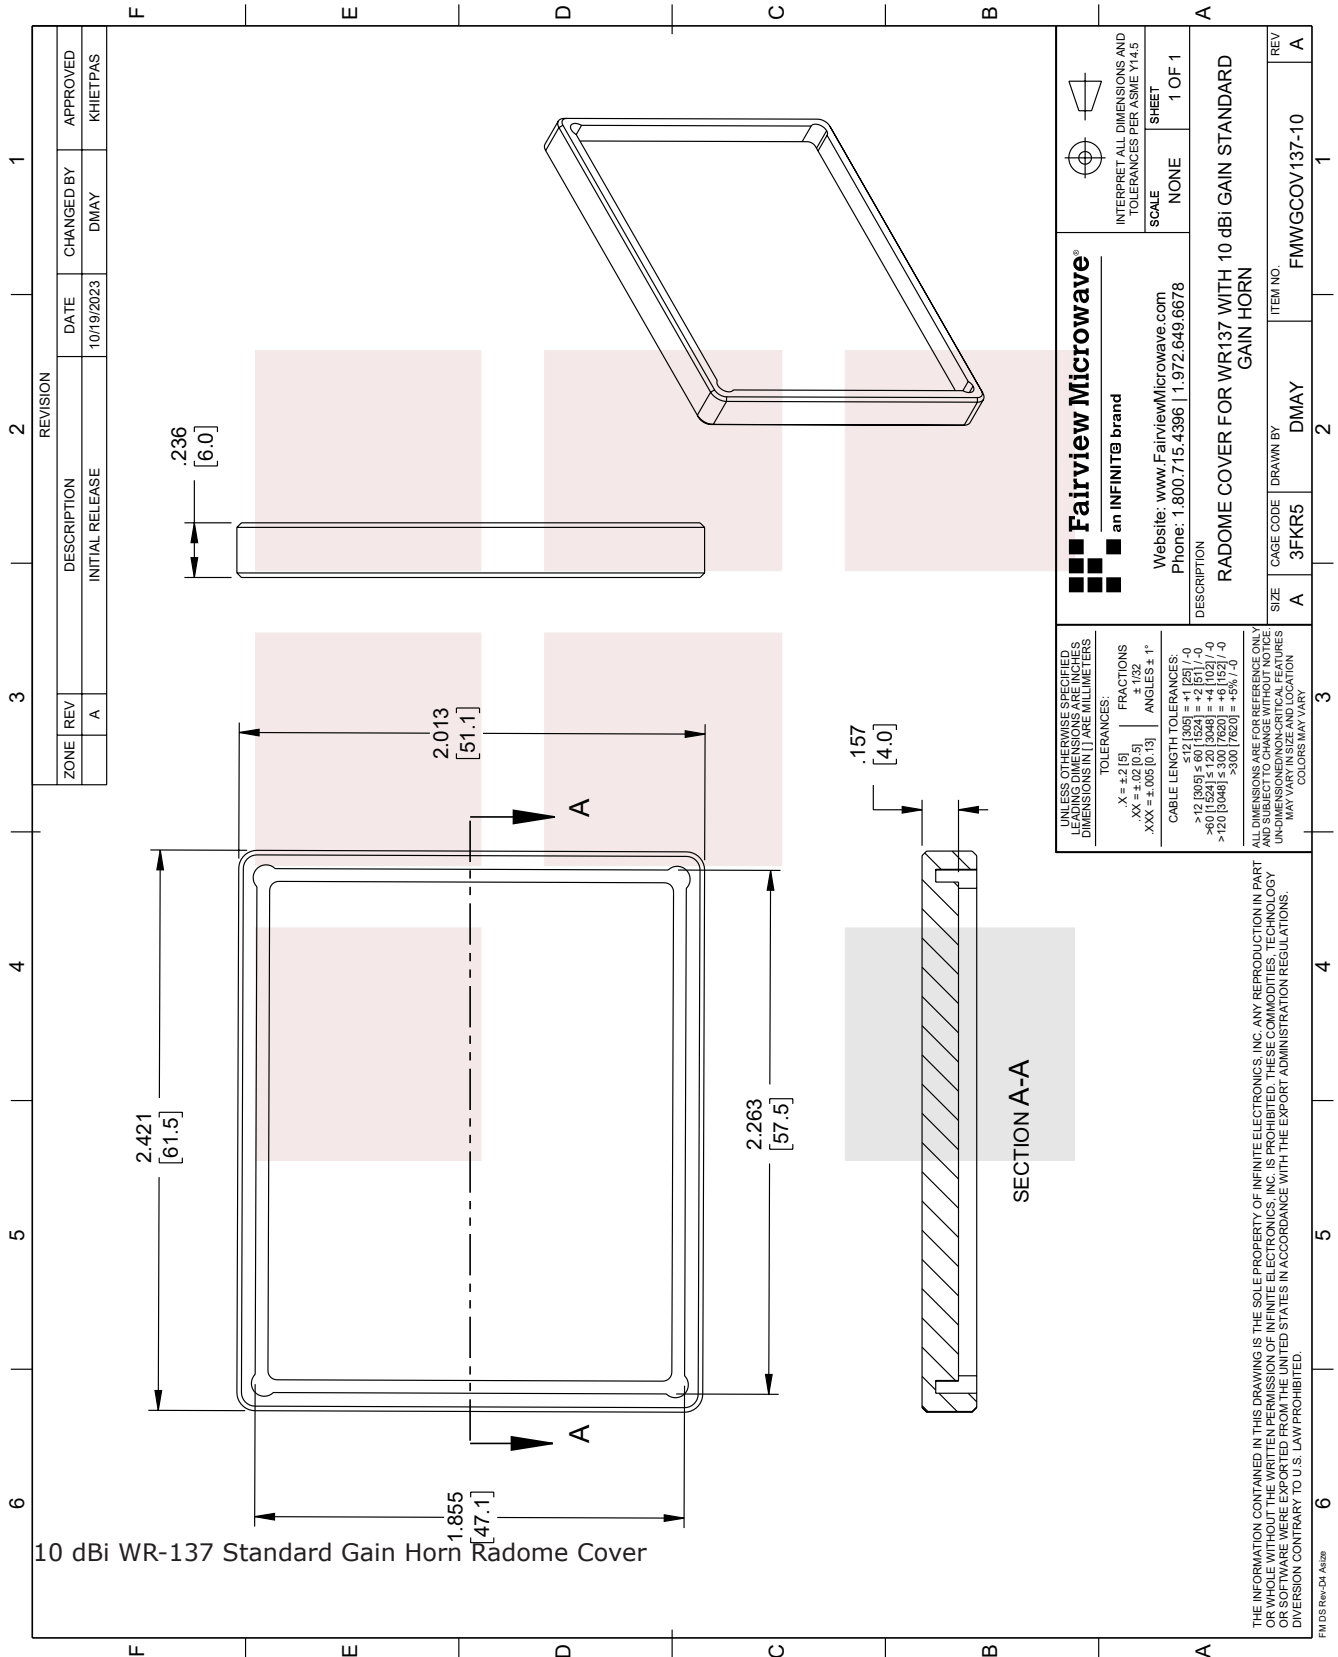 REVISION
ZONE REV DESCRIPTION DATE CHANGED BY APPROVED
A INITIAL RELEASE 10/19/2023 DMAY KHIETPAS
6 5 4 3 2 1
F
E
D
C
B
A
2.421
[61.5]
.236
[6.0]
1.855
[47.1]
2.013
[51.1]
A
A
2.263
[57.5]
.157
[4.0]
SECTION A-A
UNLESS OTHERWISE SPECIFIED
LEADING DIMENSIONS ARE INCHES
DIMENSIONS IN [ ] ARE MILLIMETERS
TOLERANCES:
.X = ±.2 [5] FRACTIONS
.XX = ±.02 [0.5] ± 1/32
.XXX = ±.005 [0.13] ANGLES ± 1°
CABLE LENGTH TOLERANCES:
≤12 [305] = +1 [25] / -0
>12 [305] ≤ 60 [1524] = +2 [51] / -0
>60 [1524] ≤ 120 [3048] = +4 [102] / -0
>120 [3048] ≤ 300 [7620] = +6 [152] / -0
>300 [7620] = +5% / -0
ALL DIMENSIONS ARE FOR REFERENCE ONLY
AND SUBJECT TO CHANGE WITHOUT NOTICE.
UN-DIMENSIONED/NON-CRITICAL FEATURES
MAY VARY IN SIZE AND LOCATION
COLORS MAY VARY
Fairview Microwave®
an INFINIT@ brand
Website: www.FairviewMicrowave.com
Phone: 1.800.715.4396 | 1.972.649.6678
INTERPRET ALL DIMENSIONS AND
TOLERANCES PER ASME Y14.5
SCALE SHEET
NONE 1 OF 1
DESCRIPTION
RADOME COVER FOR WR137 WITH 10 dBi GAIN STANDARD
GAIN HORN
SIZE CAGE CODE DRAWN BY ITEM NO. REV
A 3FKR5 DMAY FMWGCOV137-10 A
THE INFORMATION CONTAINED IN THIS DRAWING IS THE SOLE PROPERTY OF INFINITE ELECTRONICS, INC. ANY REPRODUCTION IN PART
OR WHOLE WITHOUT THE WRITTEN PERMISSION OF INFINITE ELECTRONICS, INC. IS PROHIBITED. THESE COMMODITIES, TECHNOLOGY
OR SOFTWARE WERE EXPORTED FROM THE UNITED STATES IN ACCORDANCE WITH THE EXPORT ADMINISTRATION REGULATIONS.
DIVERSION CONTRARY TO U.S. LAW PROHIBITED.
6 5 4 3 2 1
F
E
D
C
B
A
FM DS Rev-D4 Asize
10 dBi WR-137 Standard Gain Horn Radome Cover